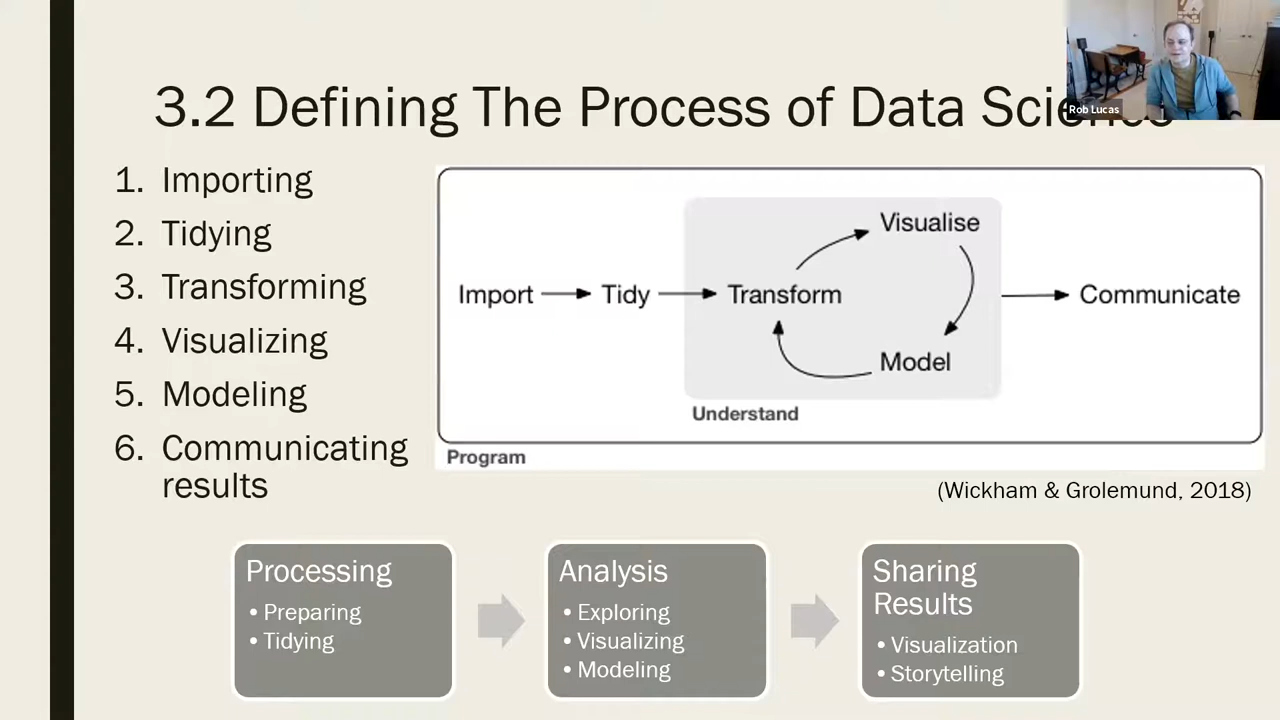 3.2 Defining The Process of Data
Rob Lucas
1. Importing
2. Tidying
3. Transforming
4. Visualizing
5. Modeling
6. Communicating
results
Visualise
Import
Tidy
Transform
Communicate
Model
Understand
Program
(Wickham & Grolemund, 2018)
Processing
• Preparing
• Tidying
Analysis
• Exploring
• Visualizing
• Modeling
Sharing
Results
• Visualization
• Storytelling